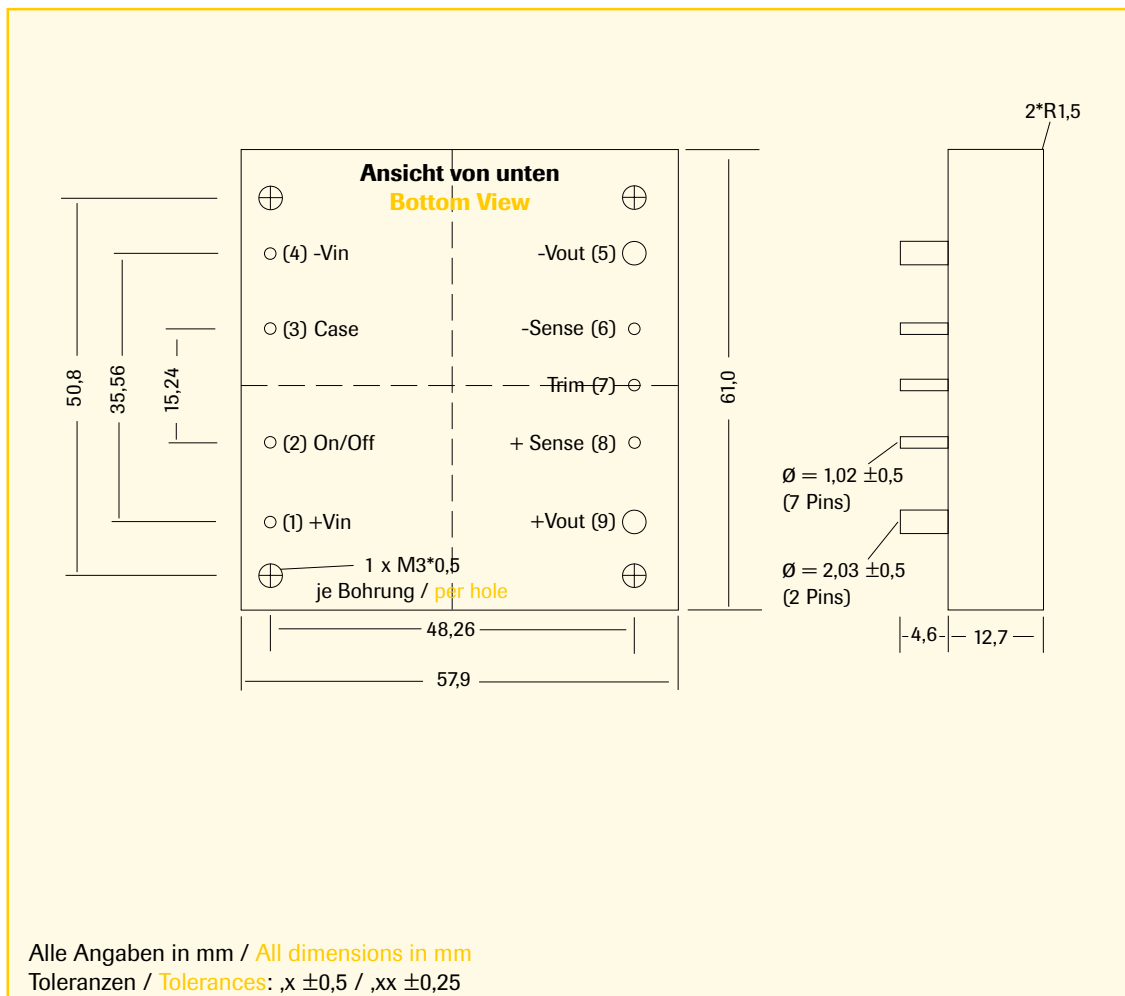 2*R1,5
Ansicht von unten
Bottom View
(4) -Vin
-Vout (5)
(3) Case
-Sense (6)
50,8
35,56
15,24
Trim (7)
61,0
(2) On/Off
+ Sense (8)
Ø = 1,02 ±0,5
(7 Pins)
(1) +Vin
+Vout (9)
1 x M3*0,5
je Bohrung / per hole
Ø = 2,03 ±0,5
(2 Pins)
48,26
4,6
12,7
57,9
Alle Angaben in mm / All dimensions in mm
Toleranzen / Tolerances: ,x ±0,5 / ,xx ±0,25